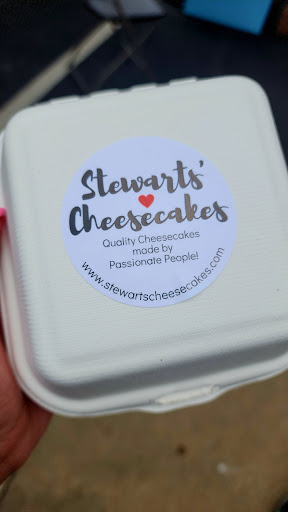 Stewarts'
Cheesecakes
Quality Cheesecakes
made by
Passionate People!
www.stewartscheesecakes.com